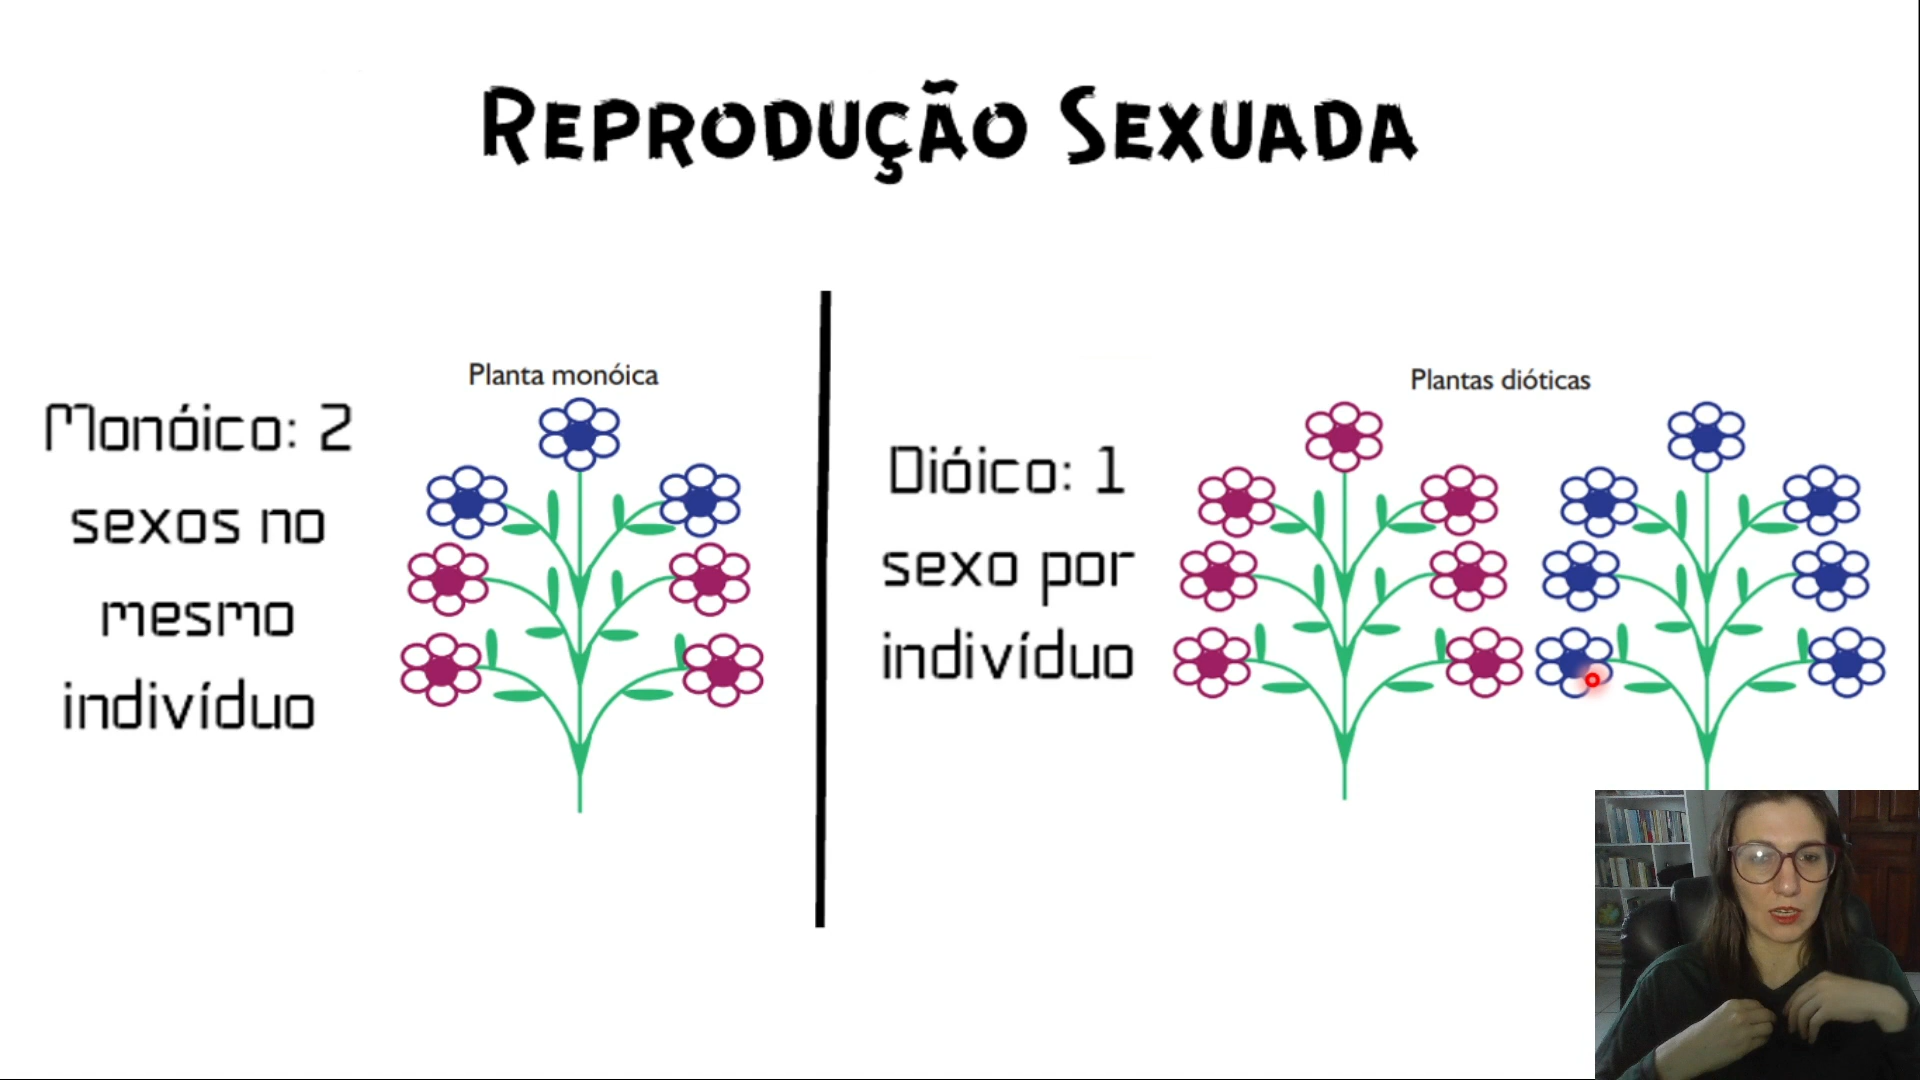 Reprodução Sexuada
Planta monóica
Monóico: 2
sexos no
mesmo
indivíduo
Plantas dióticas
Dióico: 1
sexo por
indivíduo